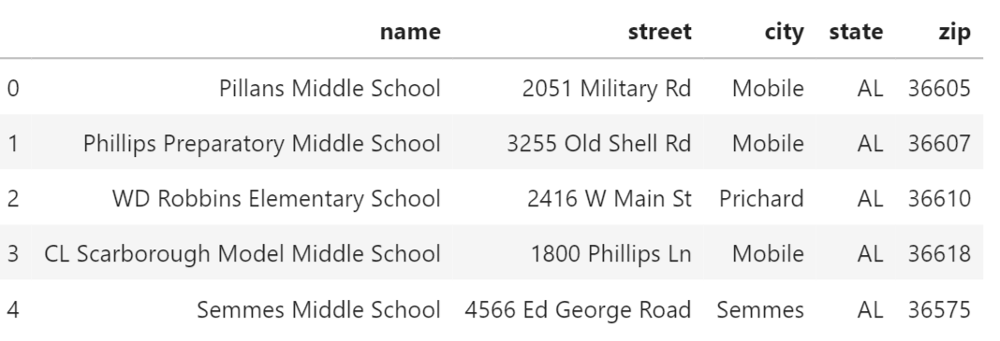 name street city state zip
0 Pillans Middle School 2051 Military Rd Mobile AL 36605
1 Phillips Preparatory Middle School 3255 Old Shell Rd Mobile AL 36607
2 WD Robbins Elementary School 2416 W Main St Prichard AL 36610
3 CL Scarborough Model Middle School 1800 Phillips Ln Mobile AL 36618
4 Semmes Middle School 4566 Ed George Road Semmes AL 36575